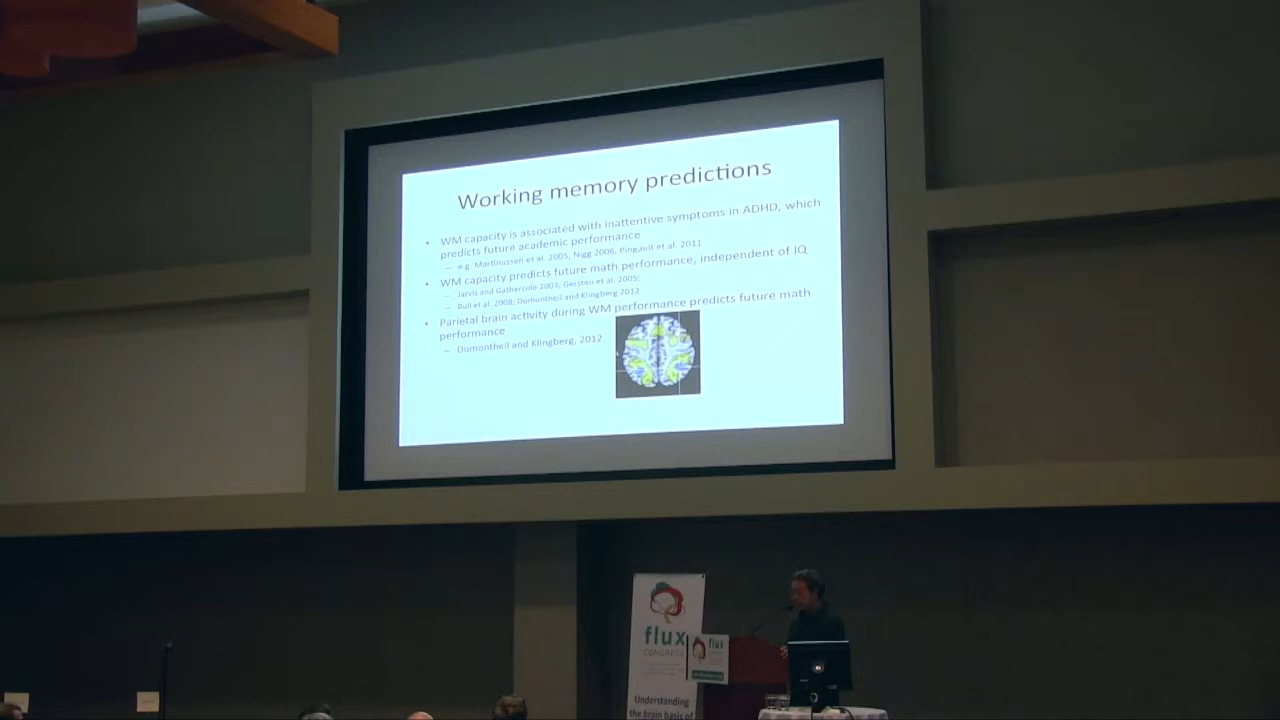 Working memory predictions
• WM capacity is associated with inattentive symptoms in ADHD, which
predicts future academic performance
– e.g. Martinussen et al. 2005, Nigg 2006, Pingault et al. 2011
• WM capacity predicts future math performance, independent of IQ
– Jarvis and Gathercole 2003; Gersten et al. 2005;
– Bull et al. 2008; Dumontheil and Klingberg 2012
• Parietal brain activity during WM performance predicts future math
performance
– Dumontheil and Klingberg, 2012
flux
CONGRESS
Understanding
the brain basis of
flux